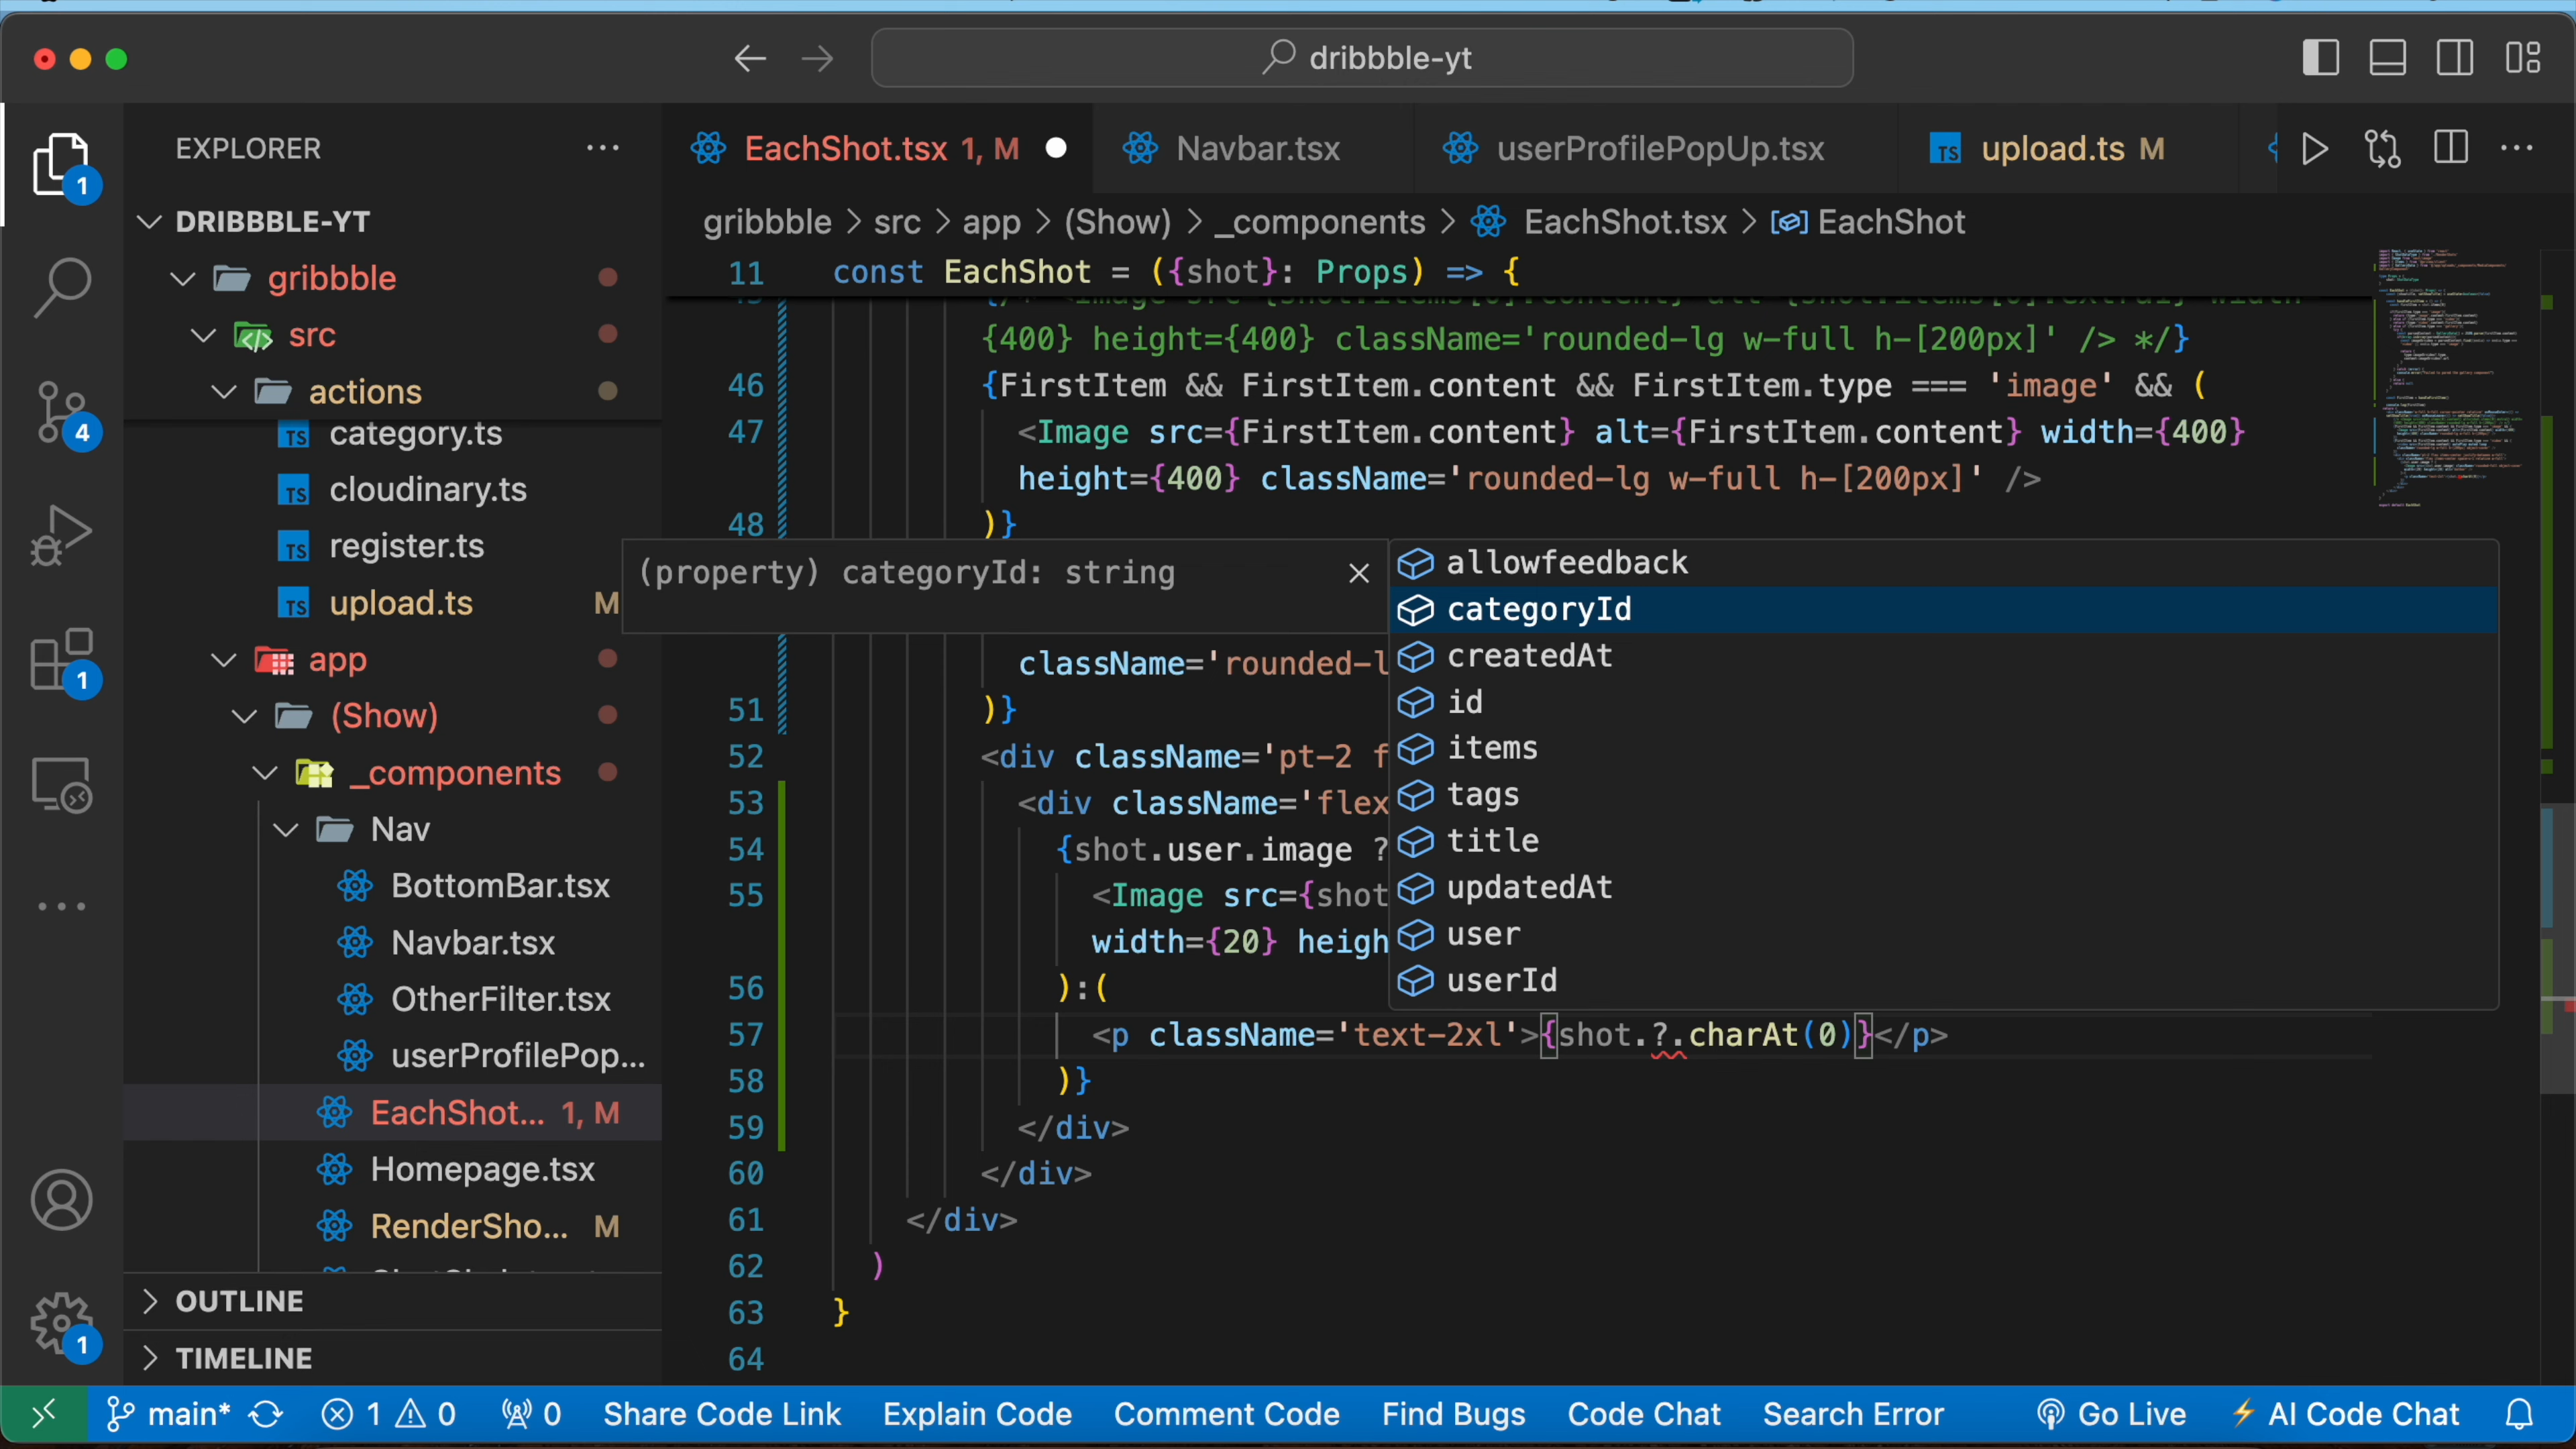 dribbble-yt
EXPLORER
EachShot.tsx 1, M
Navbar.tsx
userProfilePopUp.tsx
upload.ts M
DRIBBBLE-YT
gribbble > src > app > (Show) > _components > EachShot.tsx > EachShot
gribbble
src
actions
category.ts
cloudinary.ts
register.ts
upload.ts M
app
(Show)
_components
Nav
BottomBar.tsx
Navbar.tsx
OtherFilter.tsx
userProfilePop...
EachShot... 1, M
Homepage.tsx
RenderSho... M
OUTLINE
TIMELINE
11 const EachShot = ({shot}: Props) => {
{400} height={400} className='rounded-lg w-full h-[200px]' /> */}
46 {FirstItem && FirstItem.content && FirstItem.type === 'image' && (
47 <Image src={FirstItem.content} alt={FirstItem.content} width={400}
height={400} className='rounded-lg w-full h-[200px]' />
48 )}
(property) categoryId: string
allowfeedback
categoryId
createdAt
id
items
tags
title
updatedAt
user
userId
className='rounded-l
51 )}
52 <div className='pt-2 f
53 <div className='flex
54 {shot.user.image ?
55 <Image src={shot
width={20} heigh
56 ):(
57 <p className='text-2xl'>{shot.?.charAt(0)}</p>
58 )}
59 </div>
60 </div>
61 </div>
62 )
63 }
64
1
4
1
1
main* 1 0 0 Share Code Link Explain Code Comment Code Find Bugs Code Chat Search Error Go Live AI Code Chat